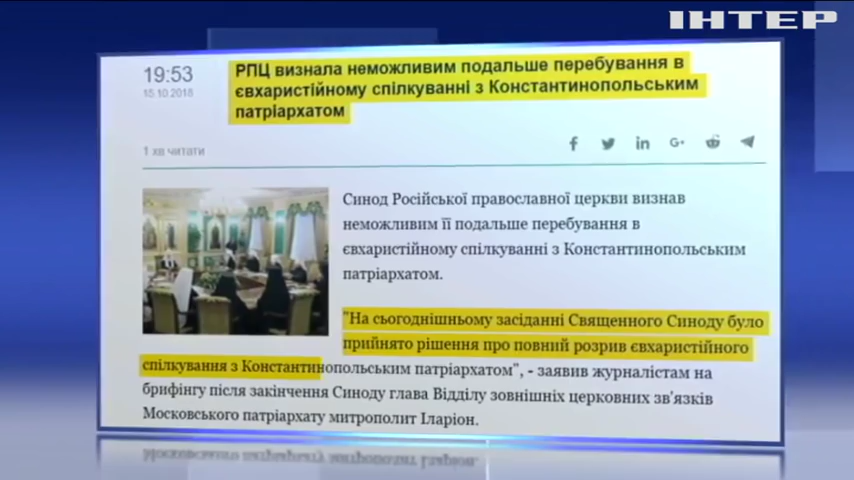 ІНТЕР
19:53
15.10.2018
РПЦ визнала неможливим подальше перебування в
євхаристійному спілкуванні з Константинопольським
патріархатом
1 хв читати
Синод Російської православної церкви визнав
неможливим її подальше перебування в
євхаристійному спілкуванні з Константинопольським
патріархатом.
"На сьогоднішньому засіданні Священного Синоду було
прийнято рішення про повний розрив євхаристійного
спілкування з Константинопольським патріархатом", - заявив журналістам на
брифінгу після закінчення Синоду глава Відділу зовнішніх церковних зв'язків
Московського патріархату митрополит Іларіон.